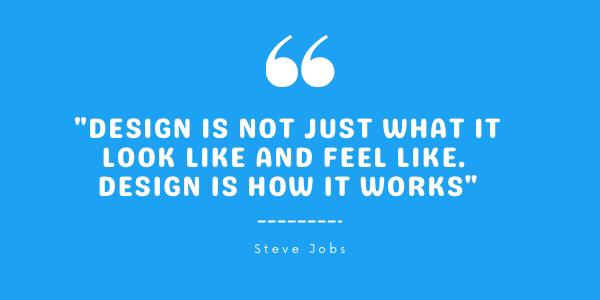 “
"DESIGN IS NOT JUST WHAT IT
LOOK LIKE AND FEEL LIKE.
DESIGN IS HOW IT WORKS"
Steve Jobs